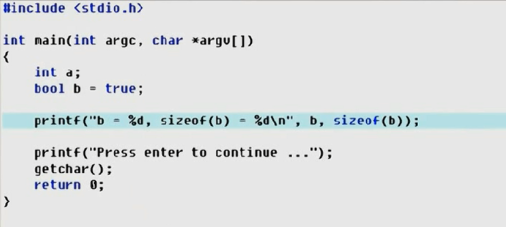 #include <stdio.h>
int main(int argc, char *argv[])
{
int a;
bool b = true;
printf("b = %d, sizeof(b) = %d\n", b, sizeof(b));
printf("Press enter to continue ...");
getchar();
return 0;
}